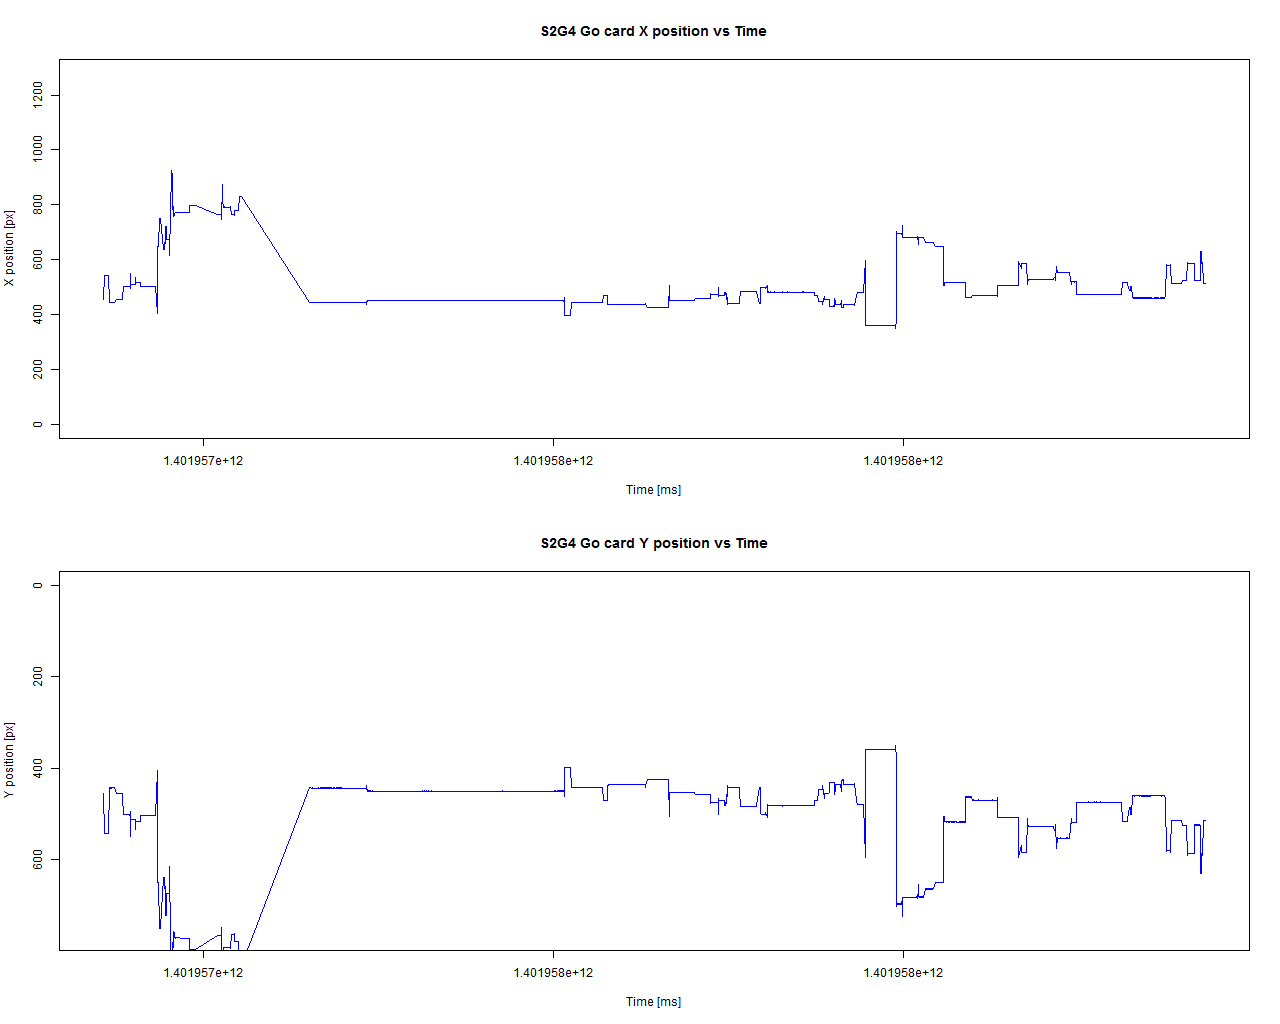 S2G4 Go card X position vs Time
X position [px]
1200
1000
800
600
400
200
0
1.401957e+12 1.401958e+12 1.401958e+12
Time [ms]
S2G4 Go card Y position vs Time
Y position [px]
0
200
400
600
1.401957e+12 1.401958e+12 1.401958e+12
Time [ms]